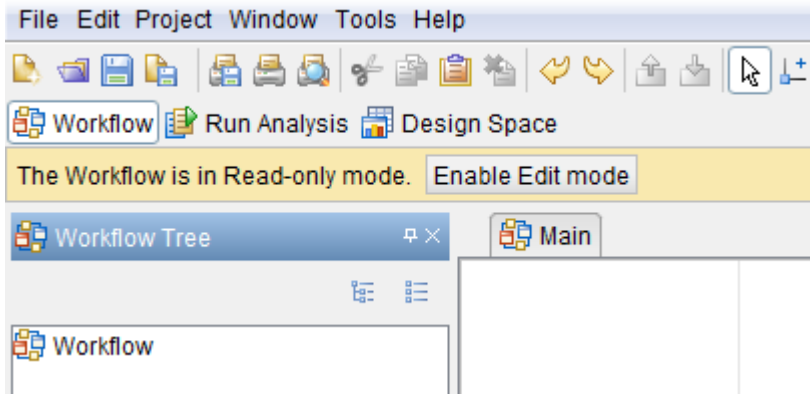 File Edit Project Window Tools Help
Workflow Run Analysis Design Space
The Workflow is in Read-only mode. Enable Edit mode
Workflow Tree
Main
Workflow